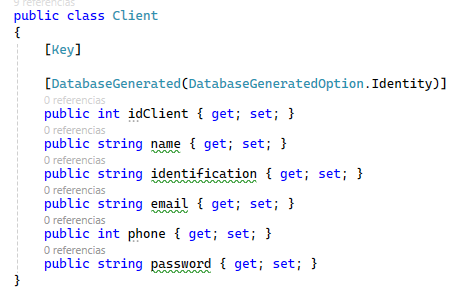 9 referencias
public class Client
{
[Key]
[DatabaseGenerated(DatabaseGeneratedOption.Identity)]
0 referencias
public int idClient { get; set; }
0 referencias
public string name { get; set; }
0 referencias
public string identification { get; set; }
0 referencias
public string email { get; set; }
0 referencias
public int phone { get; set; }
0 referencias
public string password { get; set; }
}